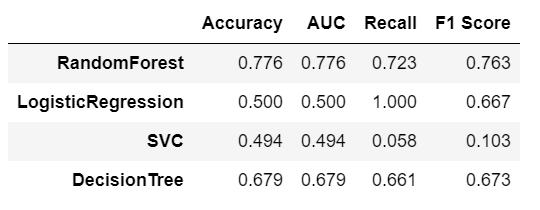 Accuracy AUC Recall F1 Score
RandomForest 0.776 0.776 0.723 0.763
LogisticRegression 0.500 0.500 1.000 0.667
SVC 0.494 0.494 0.058 0.103
DecisionTree 0.679 0.679 0.661 0.673